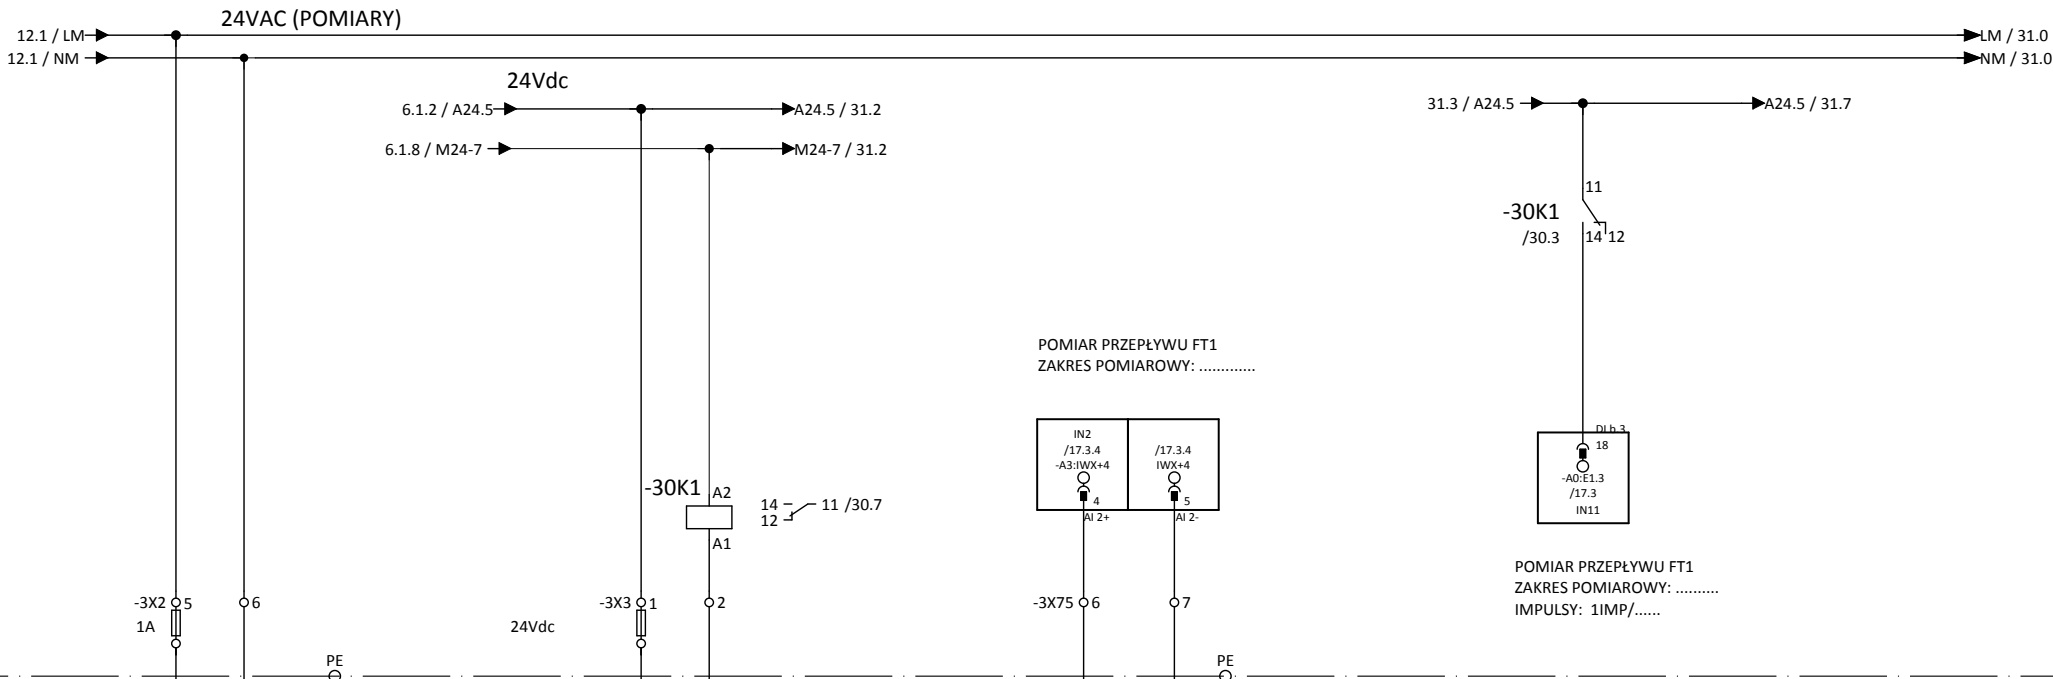 24VAC (POMIARY)
12.1 / LM
LM / 31.0
12.1 / NM
NM / 31.0
24Vdc
6.1.2 / A24.5
A24.5 / 31.2
31.3 / A24.5
A24.5 / 31.7
6.1.8 / M24-7
M24-7 / 31.2
11
-30K1
/30.3
14 12
POMIAR PRZEPŁYWU FT1
ZAKRES POMIAROWY: .............
IN2
/17.3.4
-A3:IWX+4
4
AI 2+
/17.3.4
IWX+4
5
AI 2-
DI b.3
18
-A0:E1.3
/17.3
IN11
-30K1
A2
A1
14
12
11 /30.7
POMIAR PRZEPŁYWU FT1
ZAKRES POMIAROWY: ..........
IMPULSY: 1IMP/......
-3X2
5
6
1A
-3X3
1
2
24Vdc
-3X75
6
7
PE
PE